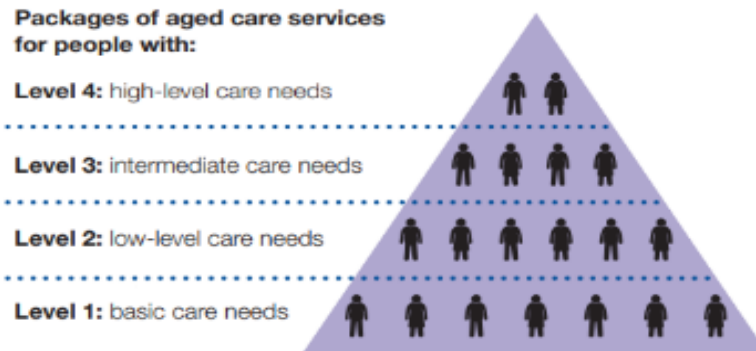 Packages of aged care services
for people with:
Level 4: high-level care needs
Level 3: intermediate care needs
Level 2: low-level care needs
Level 1: basic care needs